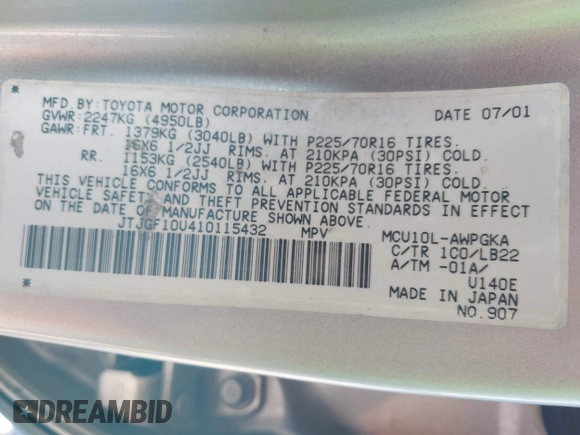 MFD.BY:TOYOTA MOTOR CORPORATION DATE 07/01
GVWR:2247KG (4950LB)
GAWR:FRT. 1379KG (3040LB) WITH P225/70R16 TIRES.
16X6 1/2JJ RIMS. AT 210KPA (30PSI) COLD.
RR. 1153KG (2540LB) WITH P225/70R16 TIRES.
16X6 1/2JJ RIMS. AT 210KPA (30PSI) COLD.
THIS VEHICLE CONFORMS TO ALL APPLICABLE FEDERAL MOTOR
VEHICLE SAFETY AND THEFT PREVENTION STANDARDS IN EFFECT
ON THE DATE OF MANUFACTURE SHOWN ABOVE.
JTJGF10U410115432 MPV MCU10L-AWPGKA
C/TR 1C0/LB22
A/TM -01A/
U140E
MADE IN JAPAN
NO.907
DREAMBID